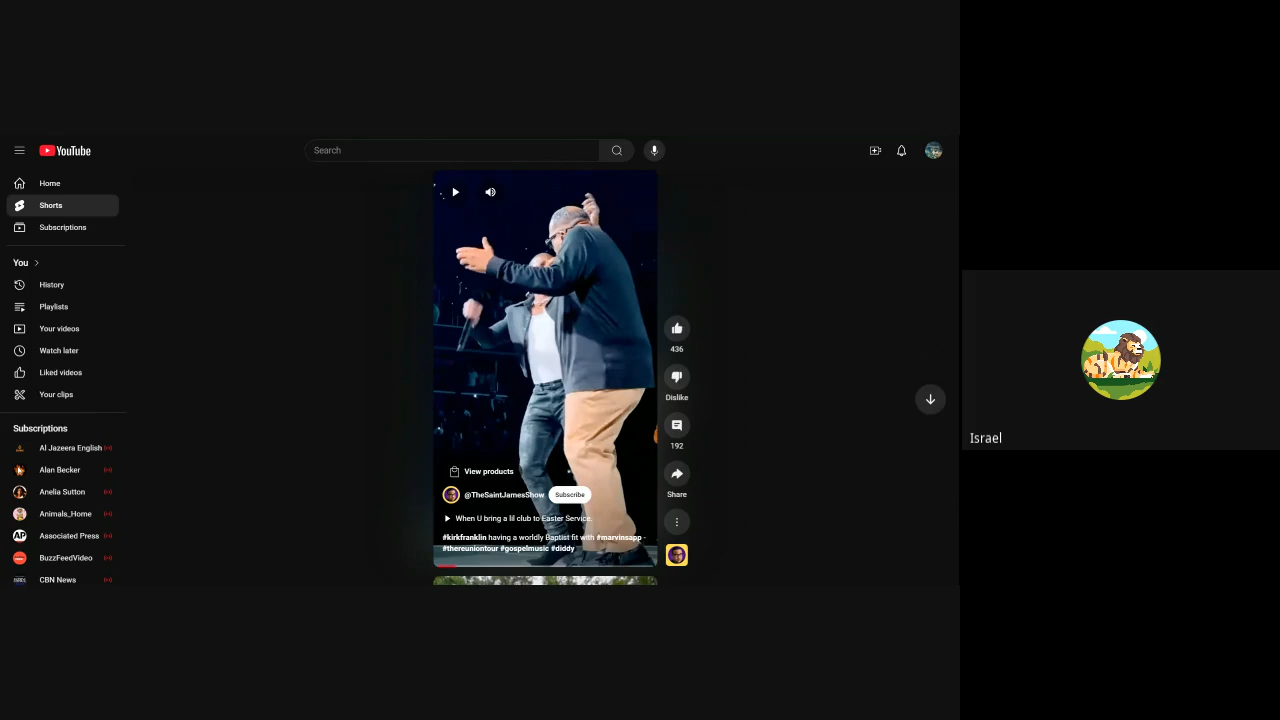 YouTube
Search
Home
Shorts
Subscriptions
You
History
Playlists
Your videos
Watch later
Liked videos
Your clips
Subscriptions
Al Jazeera English
Alan Becker
Anelia Sutton
Animals_Home
AP
Associated Press
BuzzFeedVideo
CBN News
View products
@TheSaintJamesShow
Subscribe
When U bring a lil club to Easter Service.
#kirkfranklin having a worldly Baptist fit with #marvinsapp -
#thereuniontour #gospelmusic #diddy
436
Dislike
192
Share
Israel